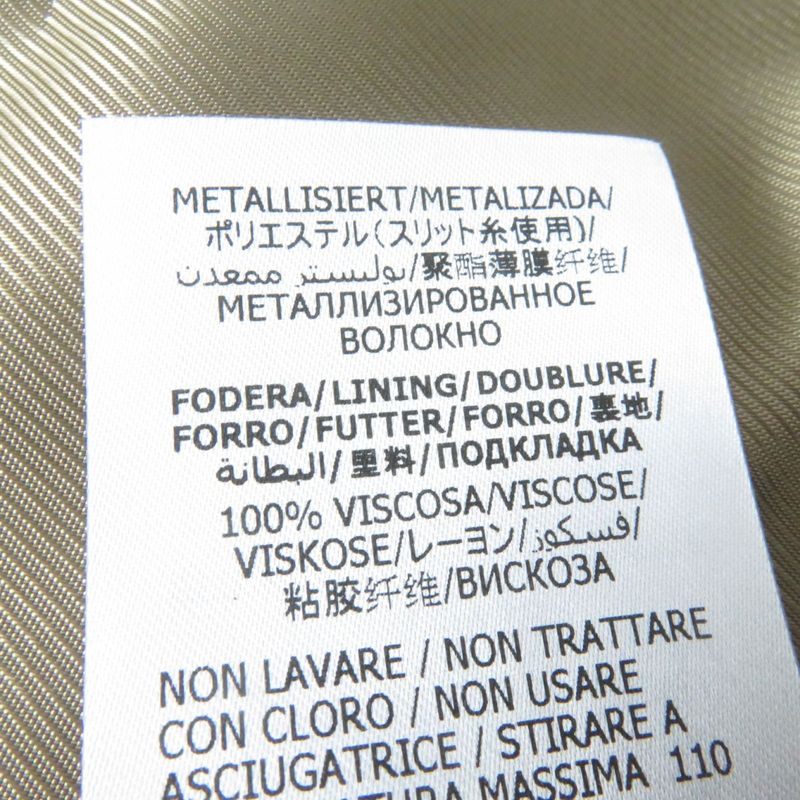 METALLISIERT/METALIZADA/
ポリエステル(スリット糸使用)/
بوليستر ممعدن/聚酯薄膜纤维/
МЕТАЛЛИЗИРОВАННОЕ
ВОЛОКНО
FODERA/LINING/DOUBLURE/
FORRO/FUTTER/FORRO/裏地/
البطانة/里料/ПОДКЛАДКА
100% VISCOSA/VISCOSE/
VISKOSE/レーヨン/فسكوز/
粘胶纤维/ВИСКОЗА
NON LAVARE / NON TRATTARE
CON CLORO / NON USARE
ASCIUGATRICE / STIRARE A
MASSIMA 110